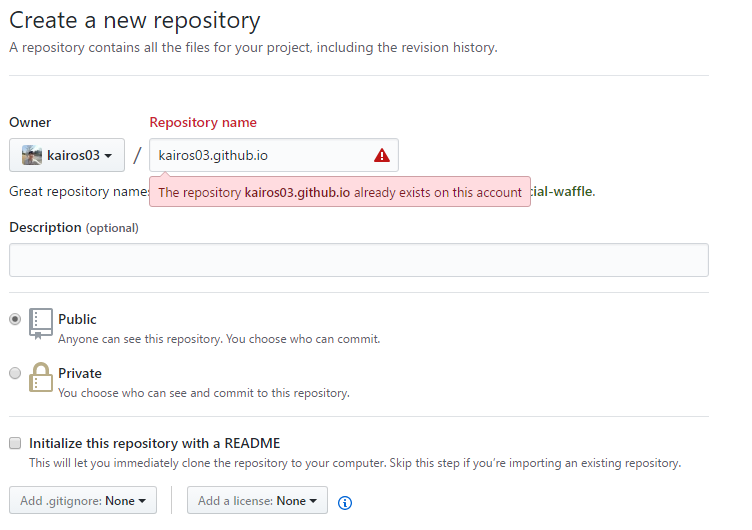 Create a new repository
A repository contains all the files for your project, including the revision history.
Owner
Repository name
kairos03 / kairos03.github.io
Great repository name
The repository kairos03.github.io already exists on this account
cial-waffle.
Description (optional)
Public
Anyone can see this repository. You choose who can commit.
Private
You choose who can see and commit to this repository.
Initialize this repository with a README
This will let you immediately clone the repository to your computer. Skip this step if you're importing an existing repository.
Add .gitignore: None
Add a license: None